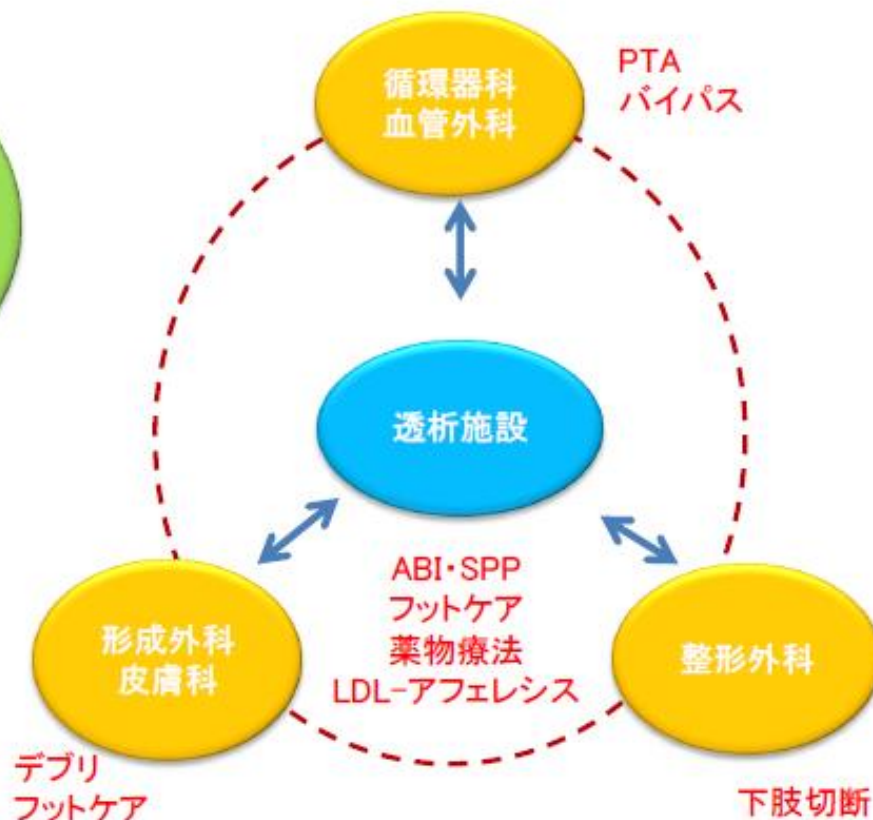 循環器科
血管外科
PTA
バイパス
透析施設
ABI・SPP
フットケア
薬物療法
LDL-アフェレシス
形成外科
皮膚科
整形外科
デブリ
フットケア
下肢切断